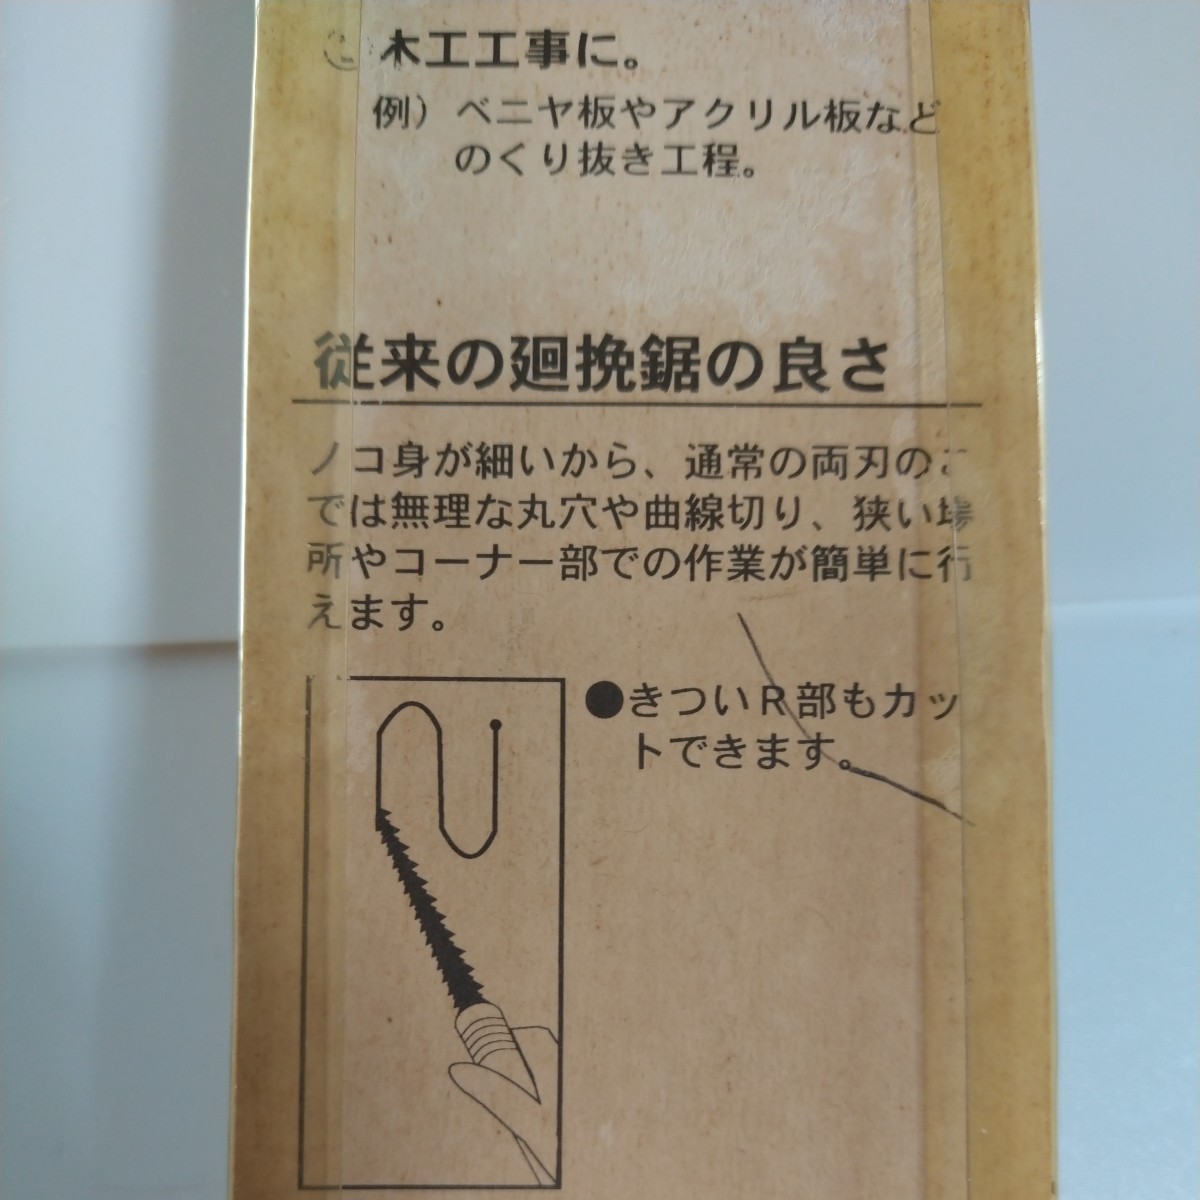 木工工事に。
例）ベニヤ板やアクリル板など
のくり抜き工程。
従来の廻挽鋸の良さ
ノコ身が細いから、通常の両刃のこ
では無理な丸穴や曲線切り、狭い場
所やコーナー部での作業が簡単に行
えます。
●きついR部もカッ
トできます。